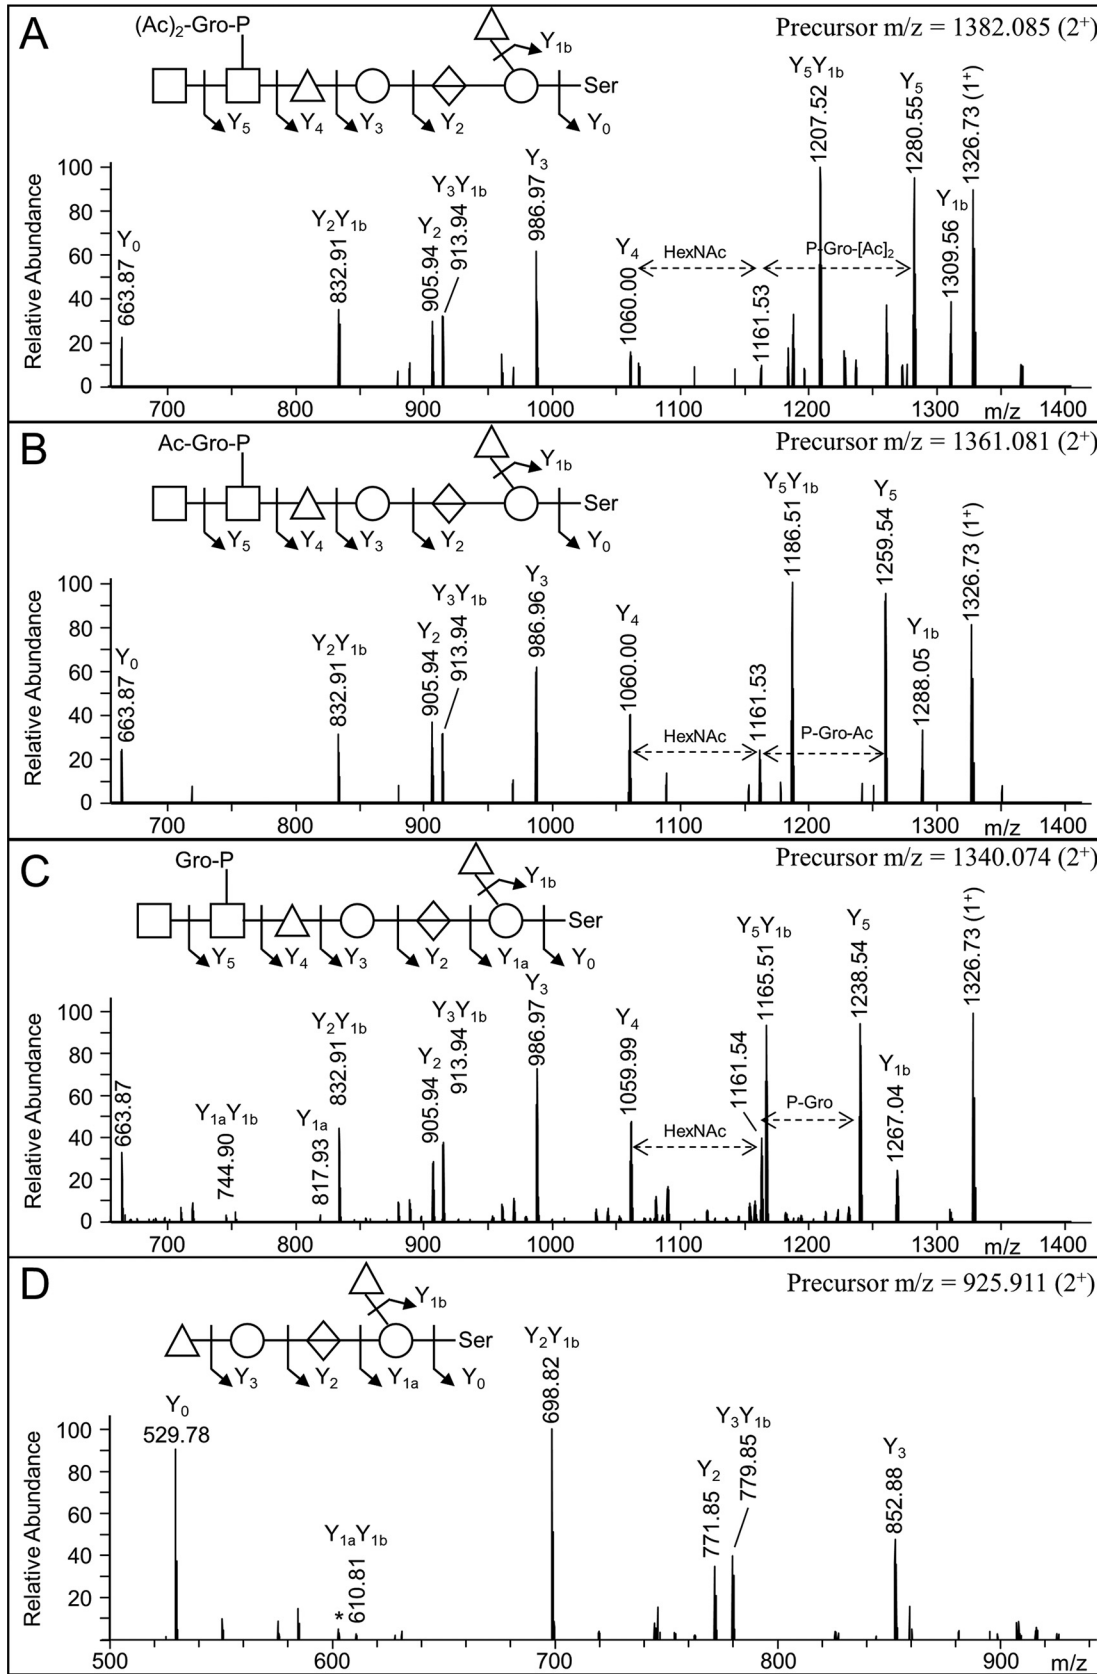 A
Precursor m/z = 1382.085 (2+)
(Ac)2-Gro-P
Y1b
Ser
Y5
Y4
Y3
Y2
Y0
Relative Abundance
100
80
60
40
20
0
Y0
663.87
Y2Y1b
832.91
Y2
905.94
Y3Y1b
913.94
Y3
986.97
Y4
1060.00
HexNAc
1161.53
P-Gro-[Ac]2
Y5Y1b
1207.52
Y5
1280.55
Y1b
1309.56
1326.73 (1+)
700
800
900
1000
1100
1200
1300
m/z
1400
B
Precursor m/z = 1361.081 (2+)
Ac-Gro-P
Y1b
Ser
Y5
Y4
Y3
Y2
Y0
Relative Abundance
100
80
60
40
20
0
Y0
663.87
Y2Y1b
832.91
Y2
905.94
Y3Y1b
913.94
Y3
986.96
Y4
1060.00
HexNAc
1161.53
P-Gro-Ac
Y5Y1b
1186.51
Y5
1259.54
Y1b
1288.05
1326.73 (1+)
700
800
900
1000
1100
1200
1300
m/z
1400
C
Precursor m/z = 1340.074 (2+)
Gro-P
Y1b
Ser
Y5
Y4
Y3
Y2
Y1a
Y0
Relative Abundance
100
80
60
40
20
0
663.87
Y1aY1b
744.90
Y1a
817.93
Y2Y1b
832.91
Y2
905.94
Y3Y1b
913.94
Y3
986.97
Y4
1059.99
HexNAc
1161.54
P-Gro
Y5Y1b
1165.51
Y5
1238.54
Y1b
1267.04
1326.73 (1+)
700
800
900
1000
1100
1200
1300
m/z
1400
D
Precursor m/z = 925.911 (2+)
Y1b
Ser
Y3
Y2
Y1a
Y0
Relative Abundance
100
80
60
40
20
Y0
529.78
*
Y1aY1b
610.81
Y2Y1b
698.82
Y2
771.85
Y3Y1b
779.85
Y3
852.88
500
600
700
800
900
m/z